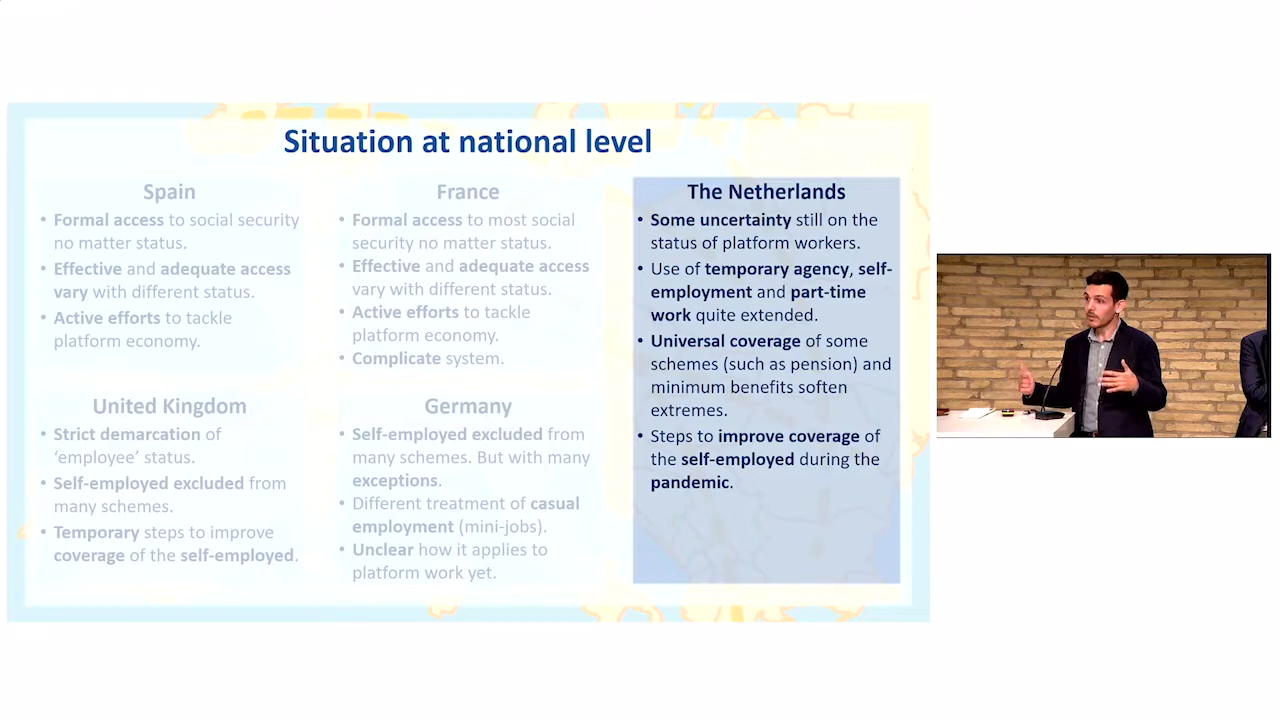 Situation at national level
Spain
• Formal access to social security
no matter status.
• Effective and adequate access
vary with different status.
• Active efforts to tackle
platform economy.
France
• Formal access to most social
security no matter status.
• Effective and adequate access
vary with different status.
• Active efforts to tackle
platform economy.
• Complicate system.
The Netherlands
• Some uncertainty still on the
status of platform workers.
• Use of temporary agency, self-
employment and part-time
work quite extended.
• Universal coverage of some
schemes (such as pension) and
minimum benefits soften
extremes.
• Steps to improve coverage of
the self-employed during the
pandemic.
United Kingdom
• Strict demarcation of
‘employee’ status.
• Self-employed excluded from
many schemes.
• Temporary steps to improve
coverage of the self-employed.
Germany
• Self-employed excluded from
many schemes. But with many
exceptions.
• Different treatment of casual
employment (mini-jobs).
• Unclear how it applies to
platform work yet.